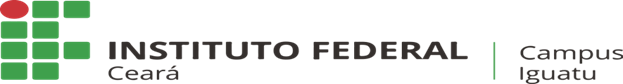 INSTITUTO FEDERAL
Ceará
Campus
Iguatu